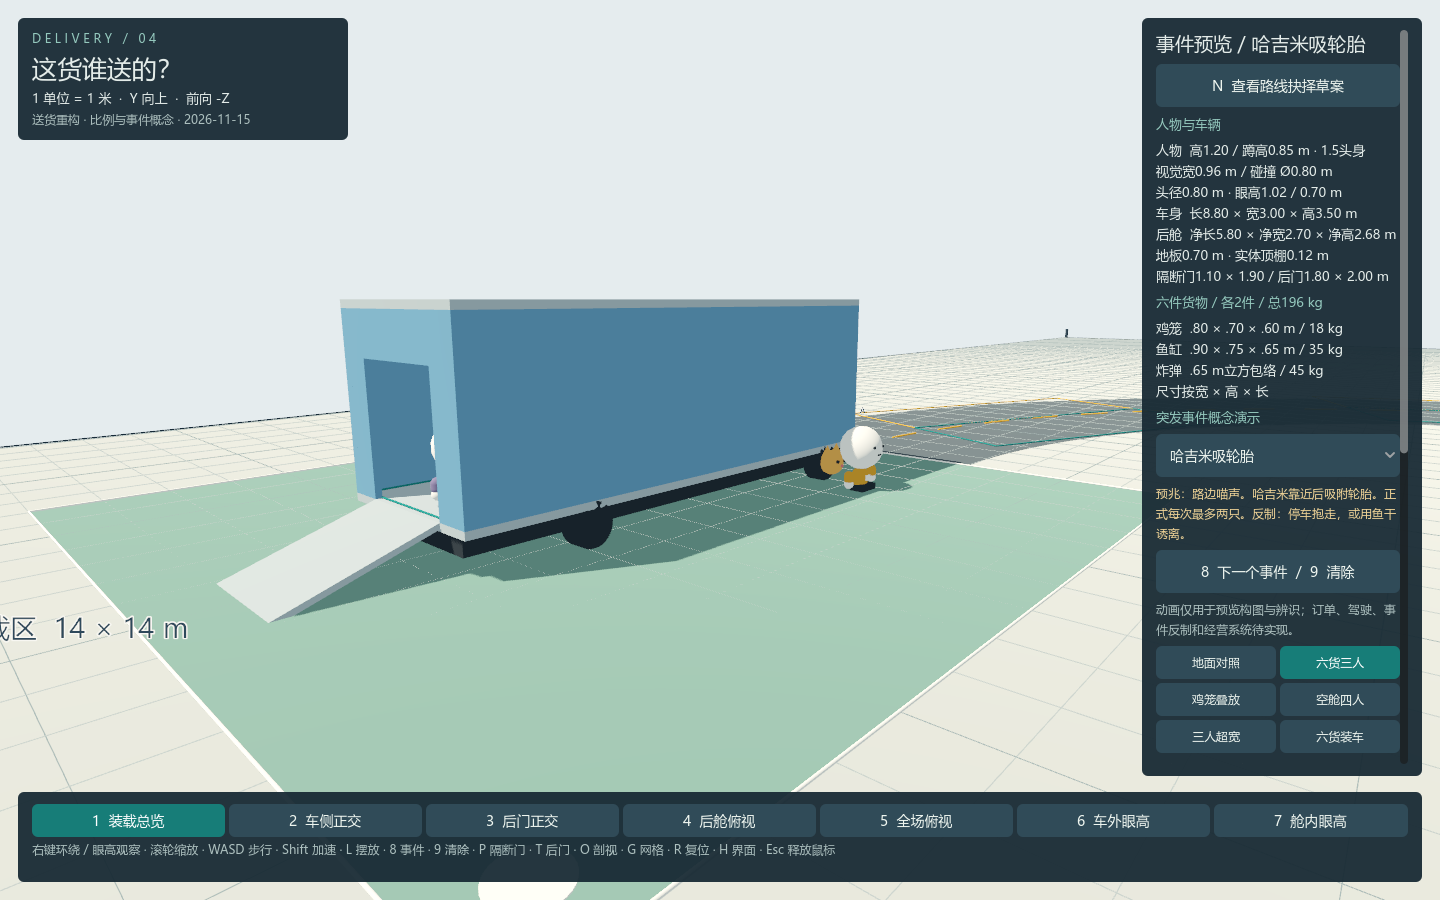 DELIVERY / 04
这货谁送的？
1 单位 = 1 米 · Y 向上 · 前向 -Z
送货重构 · 比例与事件概念 · 2026-11-15
事件预览 / 哈吉米吸轮胎
N 查看路线抉择草案
人物与车辆
人物 高1.20 / 蹲高0.85 m · 1.5头身
视觉宽0.96 m / 碰撞 Ø0.80 m
头径0.80 m · 眼高1.02 / 0.70 m
车身 长8.80 × 宽3.00 × 高3.50 m
后舱 净长5.80 × 净宽2.70 × 净高2.68 m
地板0.70 m · 实体顶棚0.12 m
隔断门1.10 × 1.90 / 后门1.80 × 2.00 m
六件货物 / 各2件 / 总196 kg
鸡笼 .80 × .70 × .60 m / 18 kg
鱼缸 .90 × .75 × .65 m / 35 kg
炸弹 .65 m立方包络 / 45 kg
尺寸按宽 × 高 × 长
突发事件概念演示
哈吉米吸轮胎
预兆：路边喵声。哈吉米靠近后吸附轮胎。正
式每次最多两只。反制：停车抱走，或用鱼干
诱离。
8 下一个事件 / 9 清除
动画仅用于预览构图与辨识；订单、驾驶、事
件反制和经营系统待实现。
地面对照
六货三人
鸡笼叠放
空舱四人
三人超宽
六货装车
载区 14 × 14 m
1 装载总览
2 车侧正交
3 后门正交
4 后舱俯视
5 全场俯视
6 车外眼高
7 舱内眼高
右键环绕 / 眼高观察 · 滚轮缩放 · WASD 步行 · Shift 加速 · L 摆放 · 8 事件 · 9 清除 · P 隔断门 · T 后门 · O 剖视 · G 网格 · R 复位 · H 界面 · Esc 释放鼠标